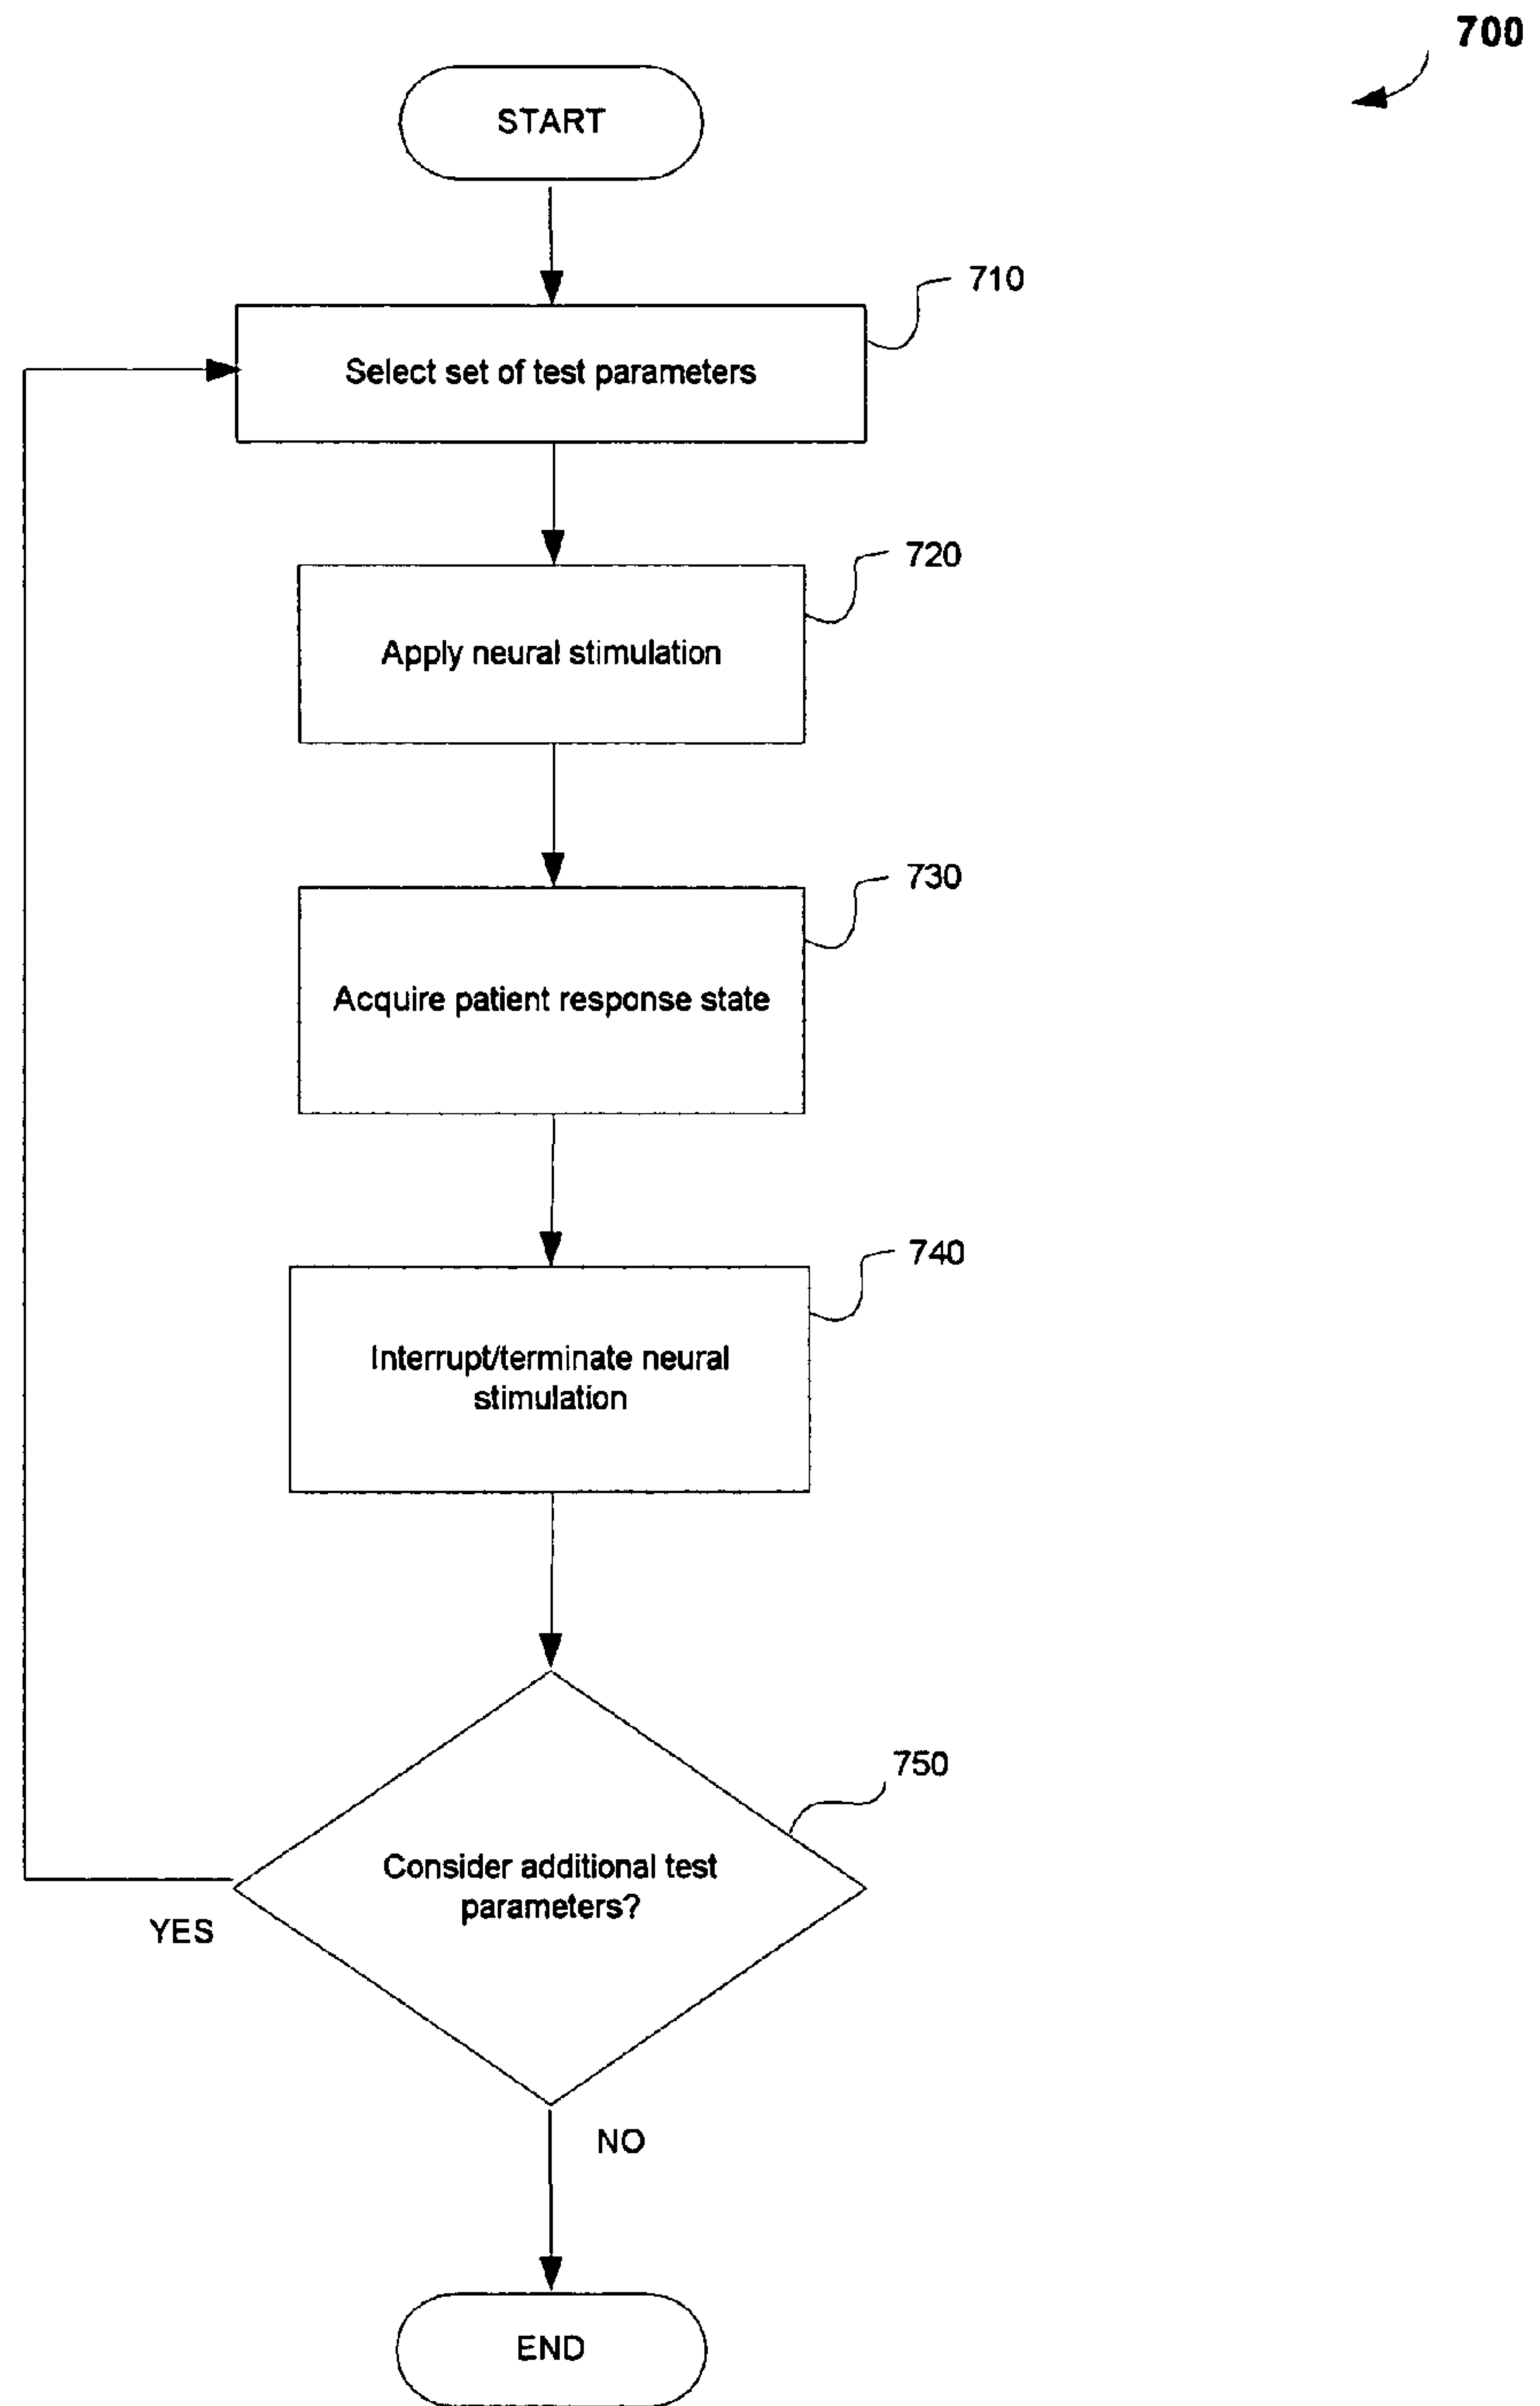 700
START
710
Select set of test parameters
720
Apply neural stimulation
730
Acquire patient response state
740
Interrupt/terminate neural
stimulation
750
Consider additional test
parameters?
YES
NO
END